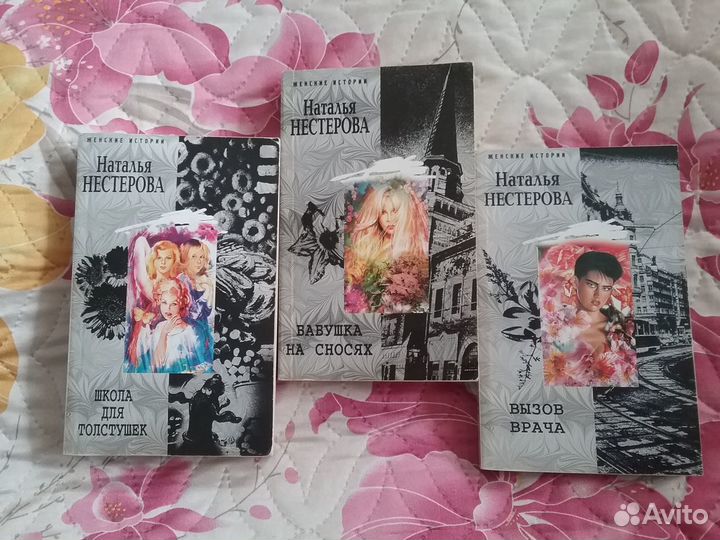 ЖЕНСКИЕ ИСТОРИИ
Наталья
НЕСТЕРОВА
ШКОЛА
ДЛЯ
ТОЛСТУШЕК
ЖЕНСКИЕ ИСТОРИИ
Наталья
НЕСТЕРОВА
БАБУШКА
НА СНОСЯХ
ЖЕНСКИЕ ИСТОРИИ
Наталья
НЕСТЕРОВА
ВЫЗОВ
ВРАЧА
Avito